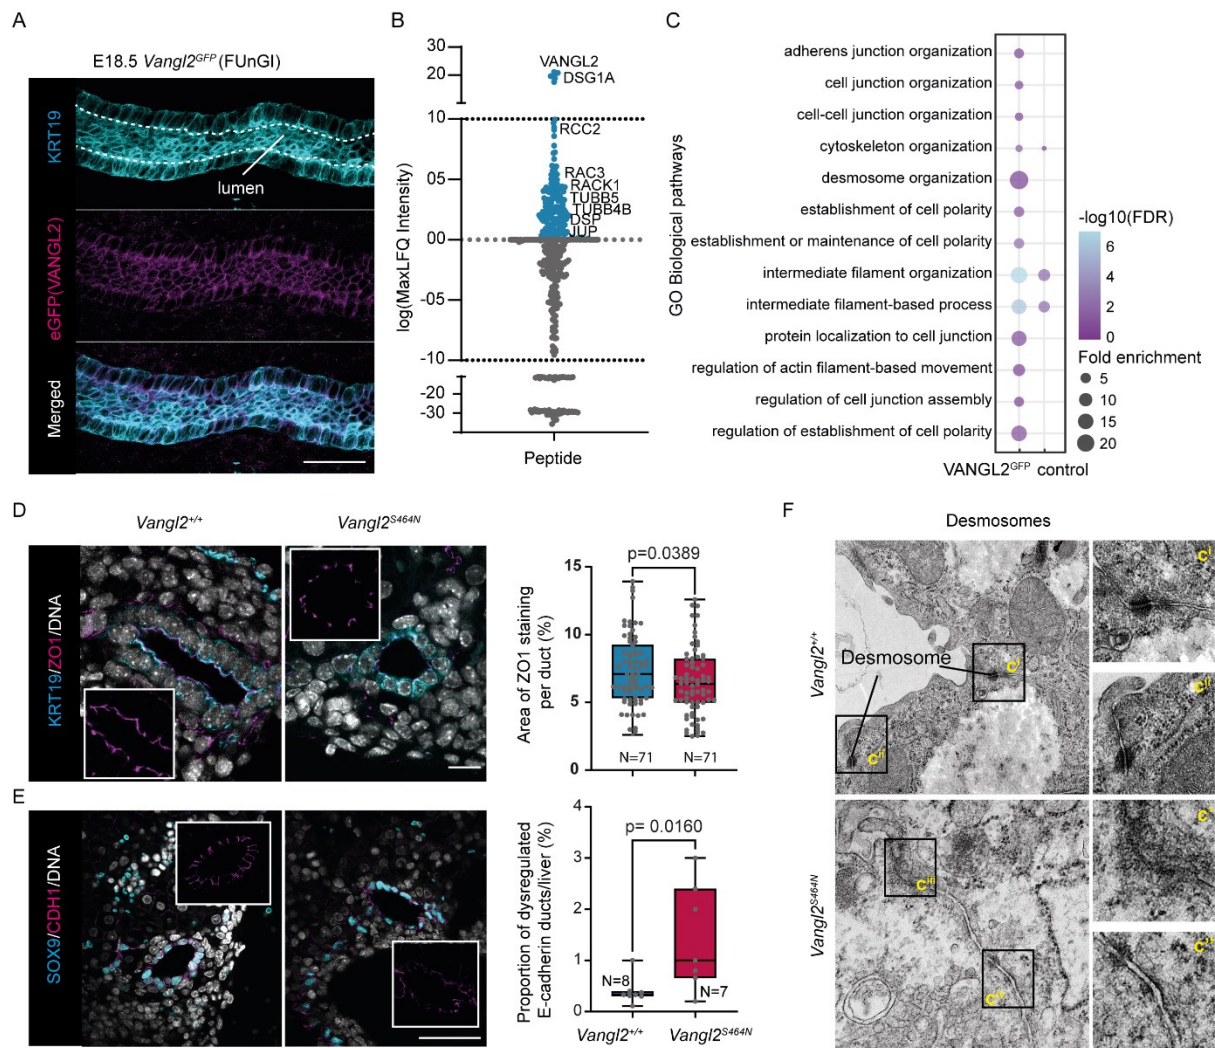 A
E18.5 Vangl2GFP (FUnGI)
KRT19
lumen
eGFP(VANGL2)
Merged
B
log(MaxLFQ Intensity)
30
20
10
05
00
-05
-10
-20
-30
VANGL2
DSG1A
RCC2
RAC3
RACK1
TUBB5
TUBB4B
DSP
JUP
Peptide
C
GO Biological pathways
adherens junction organization
cell junction organization
cell-cell junction organization
cytoskeleton organization
desmosome organization
establishment of cell polarity
establishment or maintenance of cell polarity
intermediate filament organization
intermediate filament-based process
protein localization to cell junction
regulation of actin filament-based movement
regulation of cell junction assembly
regulation of establishment of cell polarity
VANGL2GFP control
-log10(FDR)
6
4
2
0
Fold enrichment
5
10
15
20
D
Vangl2+/+
Vangl2S464N
KRT19/ZO1/DNA
Area of ZO1 staining
per duct (%)
15
10
5
0
p=0.0389
N=71
N=71
E
SOX9/CDH1/DNA
Proportion of dysregulated
E-cadherin ducts/liver (%)
4
3
2
1
0
p= 0.0160
N=8
N=7
Vangl2+/+
Vangl2S464N
F
Desmosomes
Vangl2+/+
Desmosome
ci
cii
ci
cii
Vangl2S464N
ciii
civ